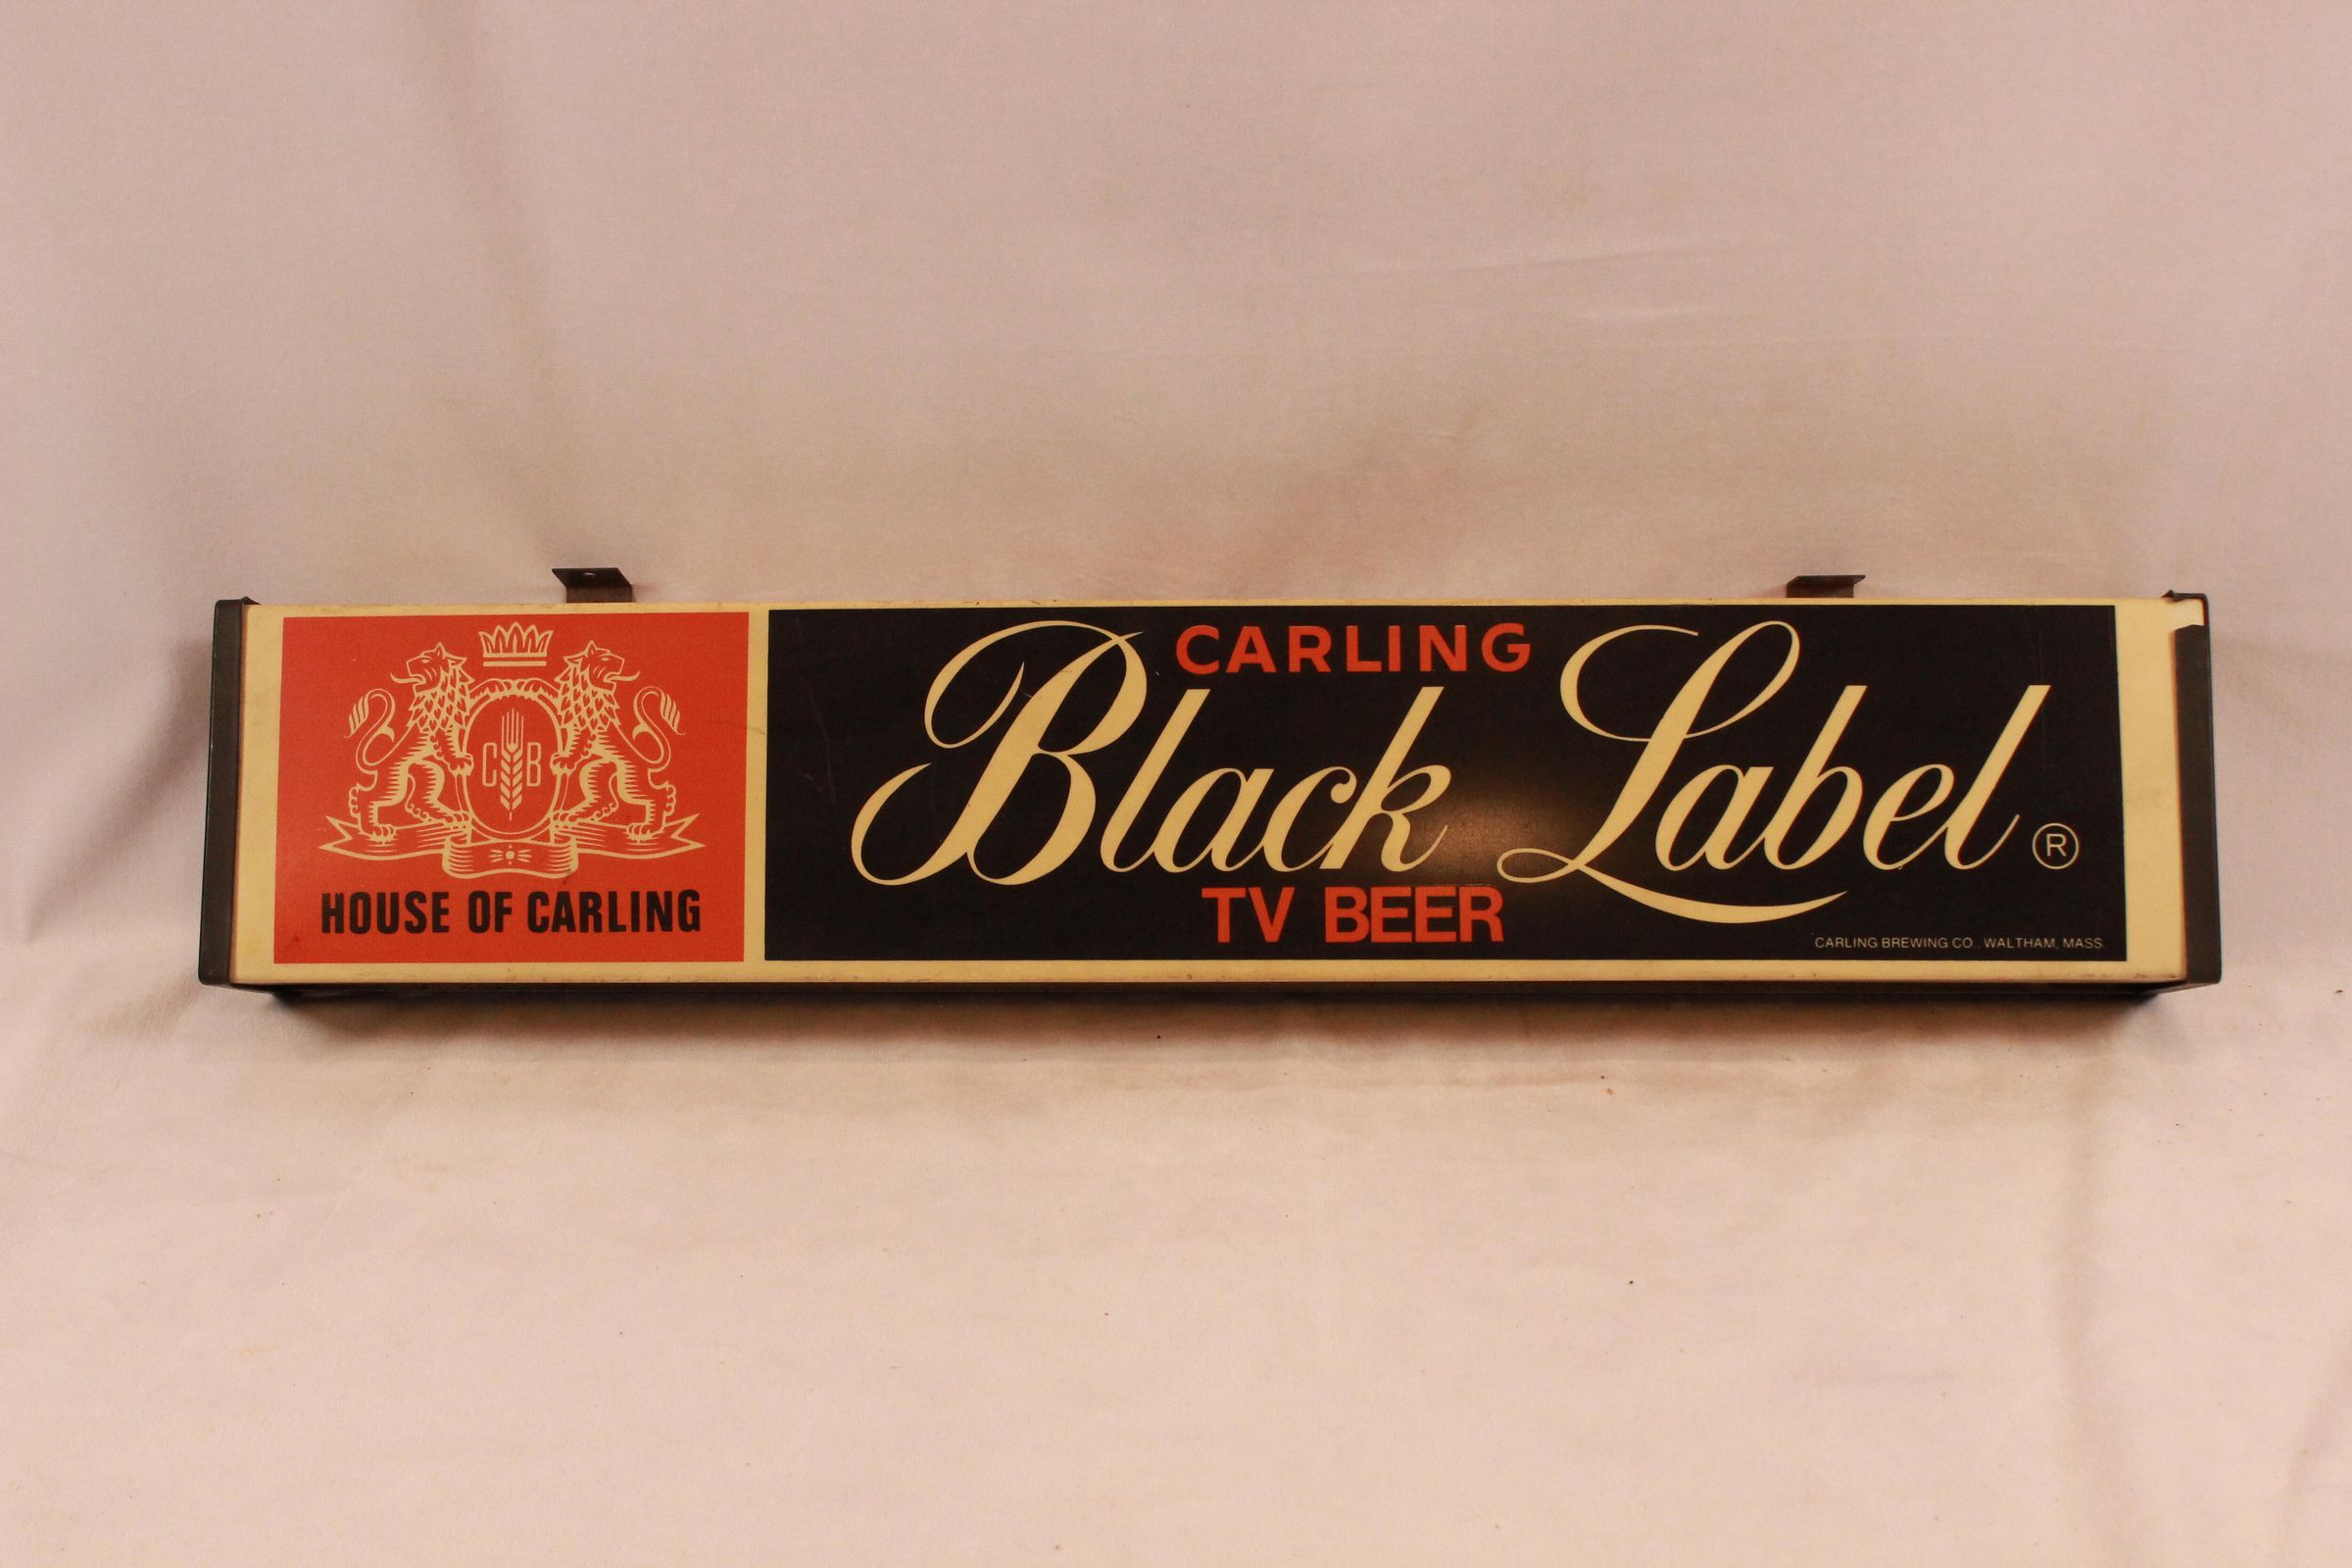 C B
HOUSE OF CARLING
CARLING
Black Label ®
TV BEER
CARLING BREWING CO., WALTHAM, MASS.